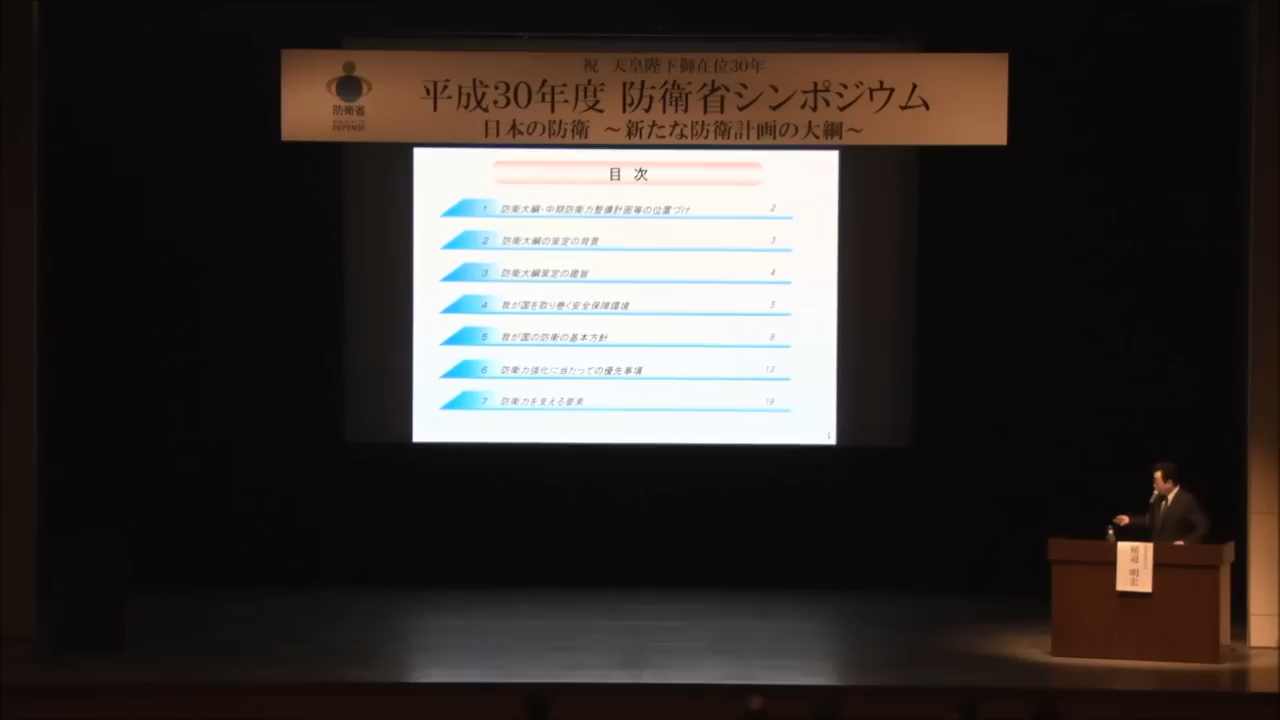 祝 天皇陛下御在位30年
平成30年度 防衛省シンポジウム
日本の防衛 ～新たな防衛計画の大綱～
防衛省
MINISTRY OF DEFENSE
目 次
1 防衛大綱・中期防衛力整備計画等の位置づけ 2
2 防衛大綱の策定の背景 3
3 防衛大綱策定の趣旨 4
4 我が国を取り巻く安全保障環境 5
5 我が国の防衛の基本方針 8
6 防衛力強化に当たっての優先事項 13
7 防衛力を支える要素 19
1
槌道 明宏